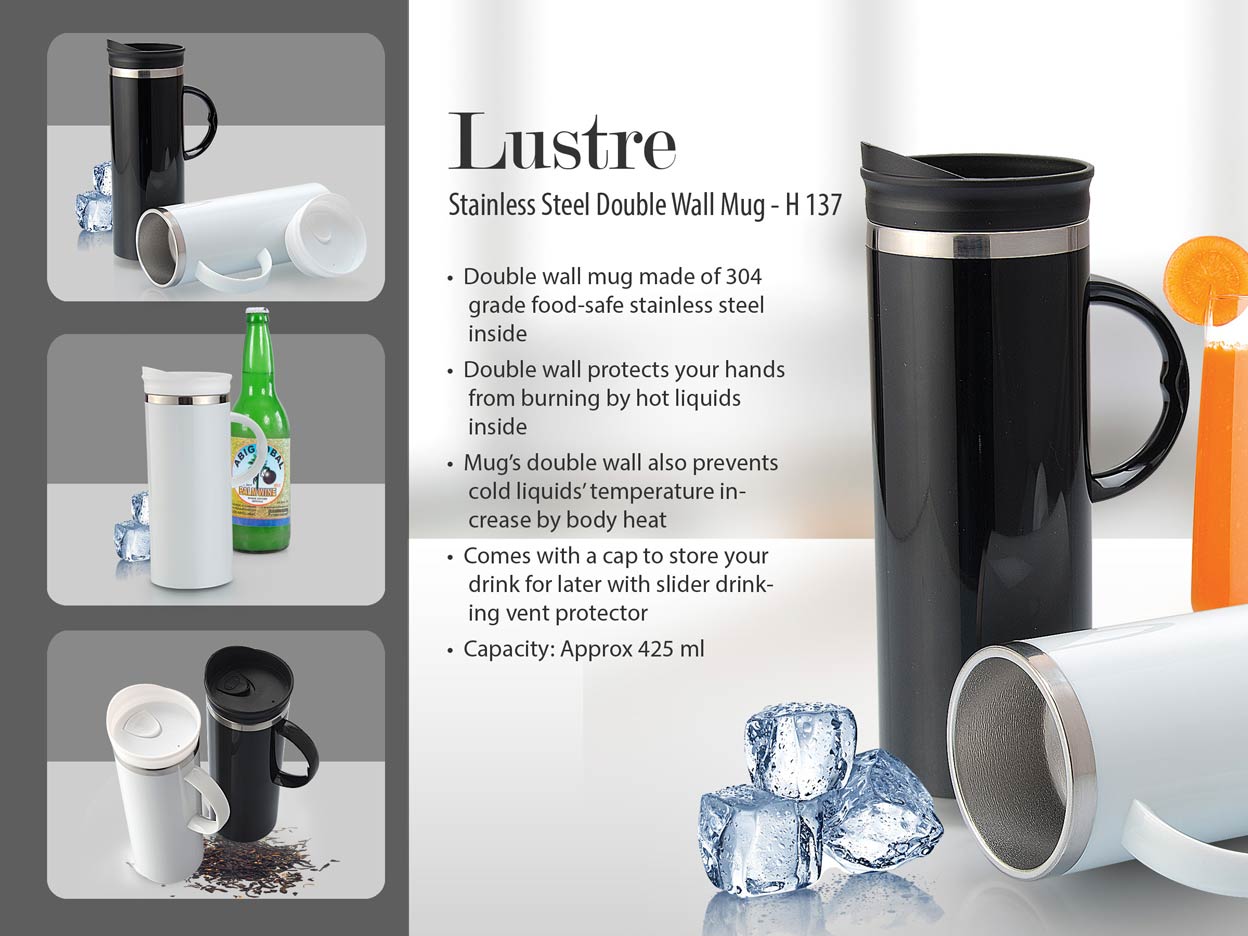 Lustre
Stainless Steel Double Wall Mug - H 137
• Double wall mug made of 304
grade food-safe stainless steel
inside
• Double wall protects your hands
from burning by hot liquids
inside
• Mug’s double wall also prevents
cold liquids’ temperature in-
crease by body heat
• Comes with a cap to store your
drink for later with slider drink-
ing vent protector
• Capacity: Approx 425 ml
PALM WINE